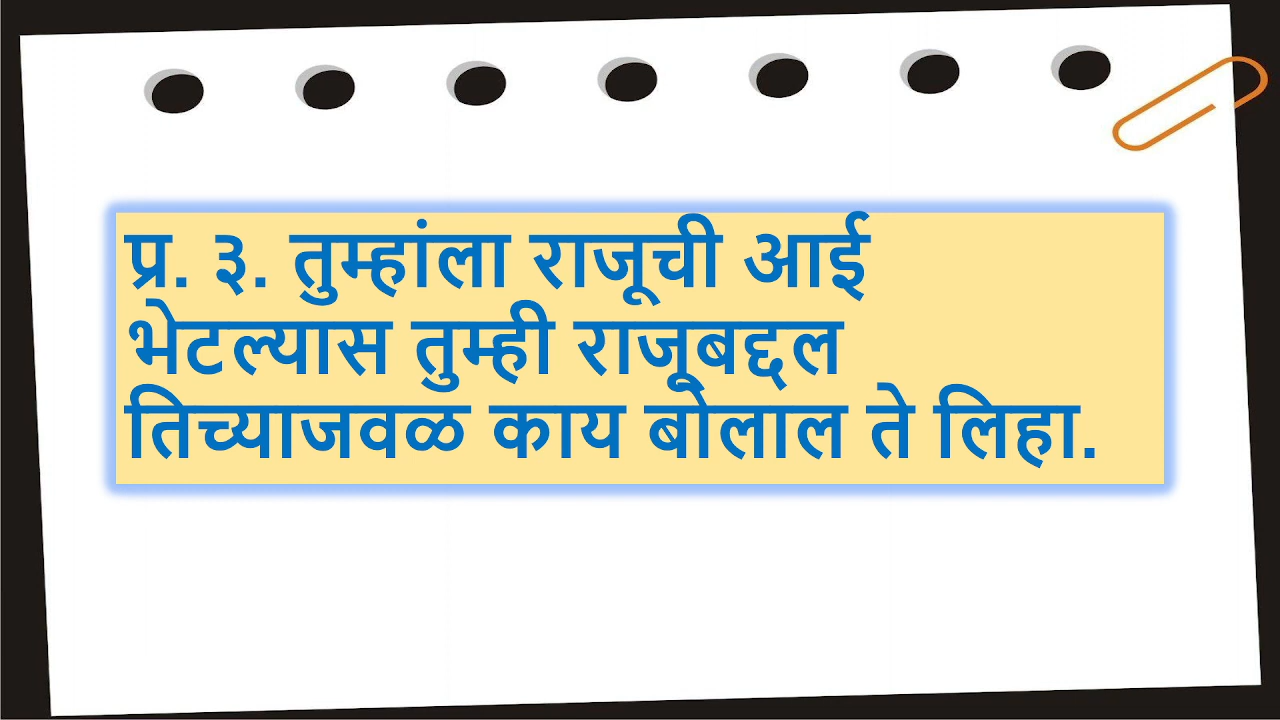 प्र. ३. तुम्हांला राजूची आई
भेटल्यास तुम्ही राजूबद्दल
तिच्याजवळ काय बोलाल ते लिहा.